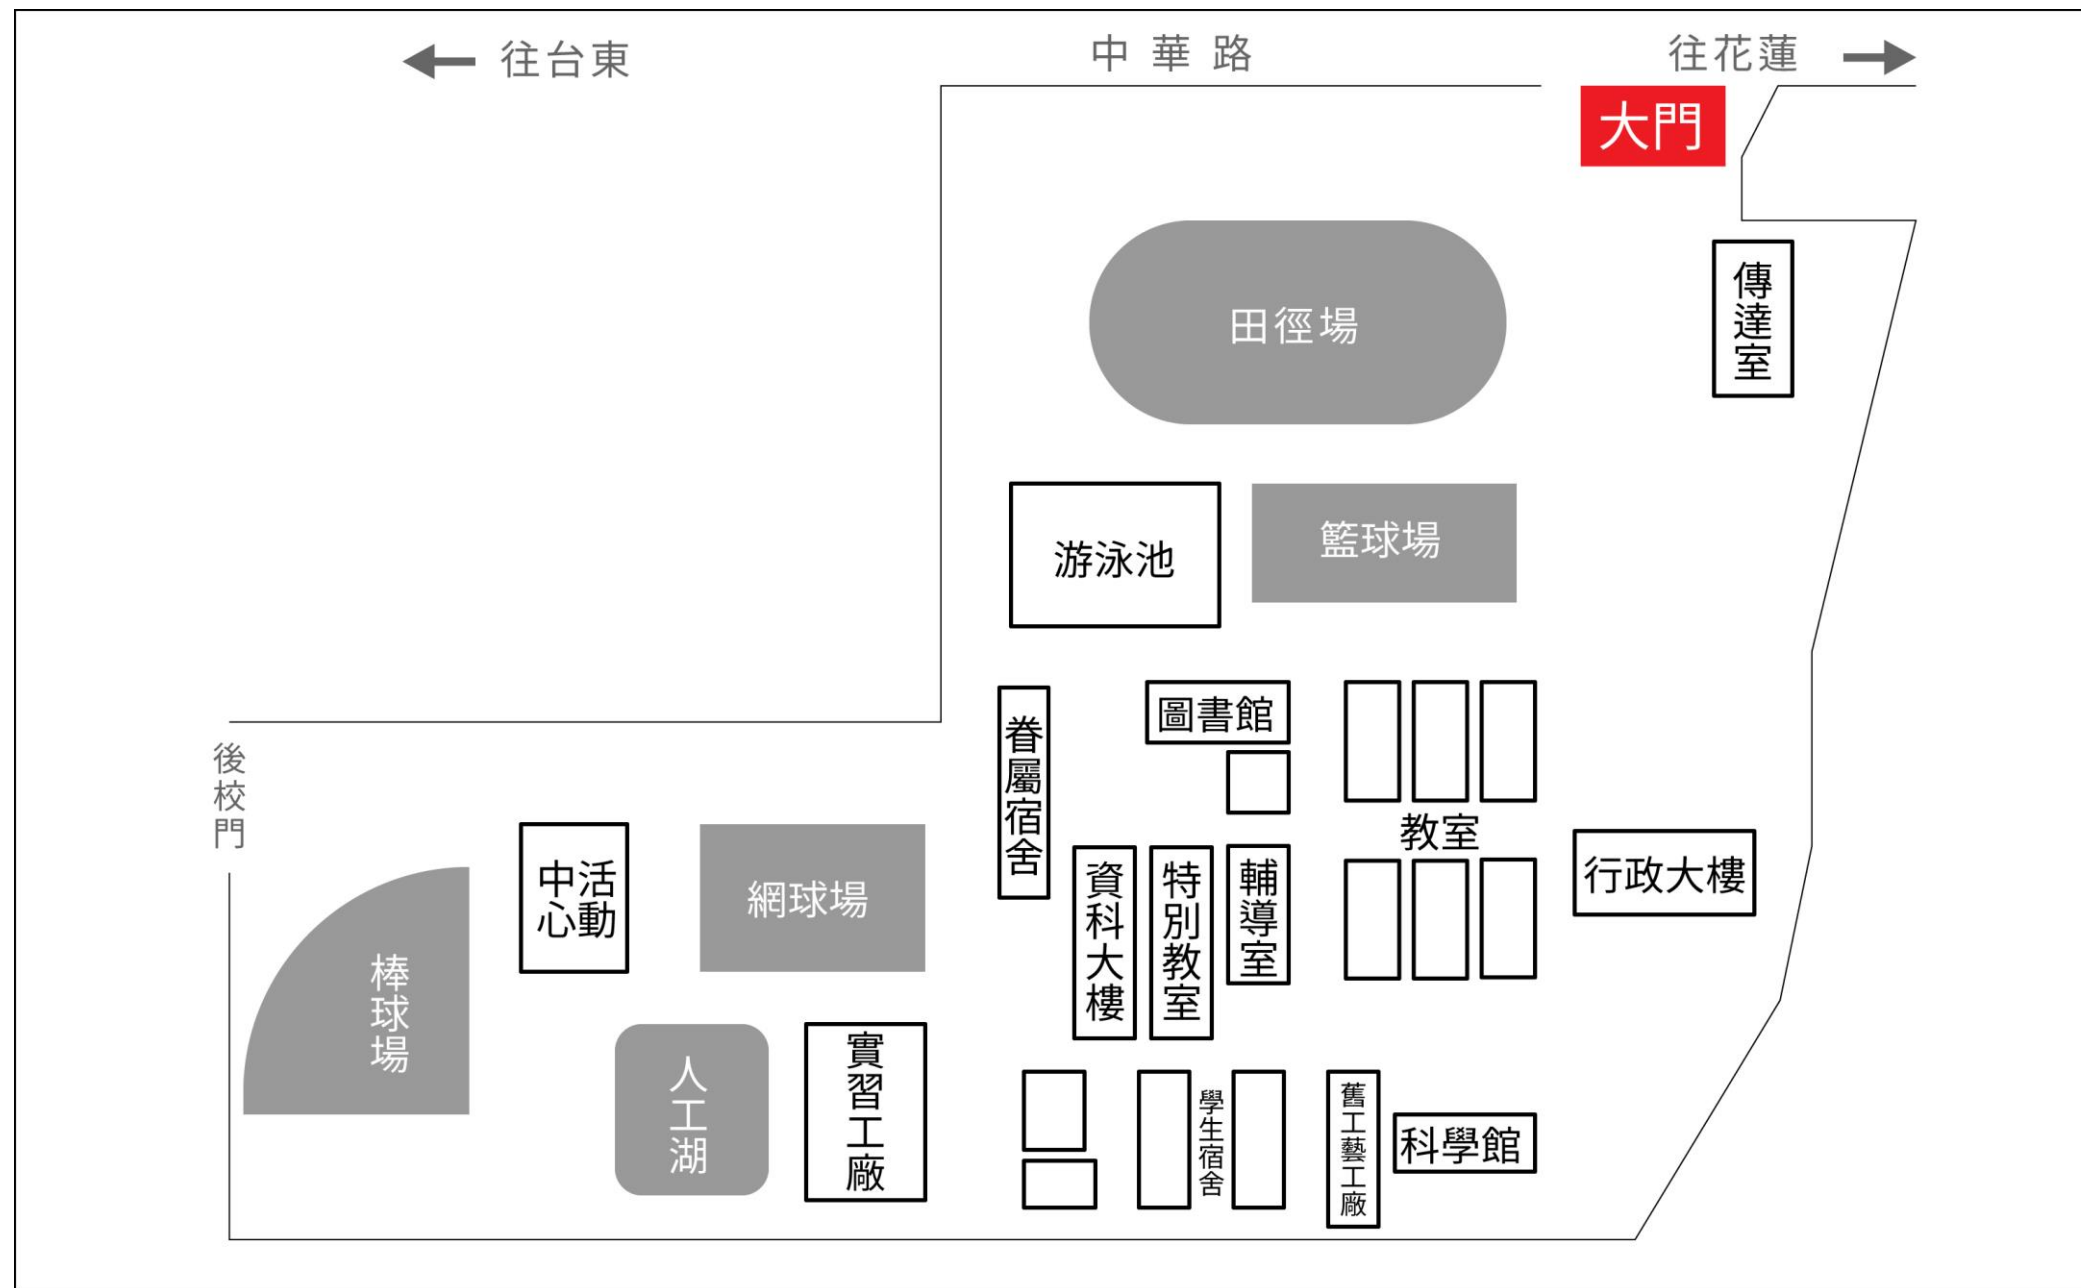 往台東
中華路
往花蓮
大門
傳達室
田徑場
游泳池
籃球場
眷屬宿舍
圖書館
後校門
教室
行政大樓
活動
中心
網球場
資科大樓
特別教室
輔導室
棒球場
人工湖
實習工廠
學生宿舍
舊工藝工廠
科學館